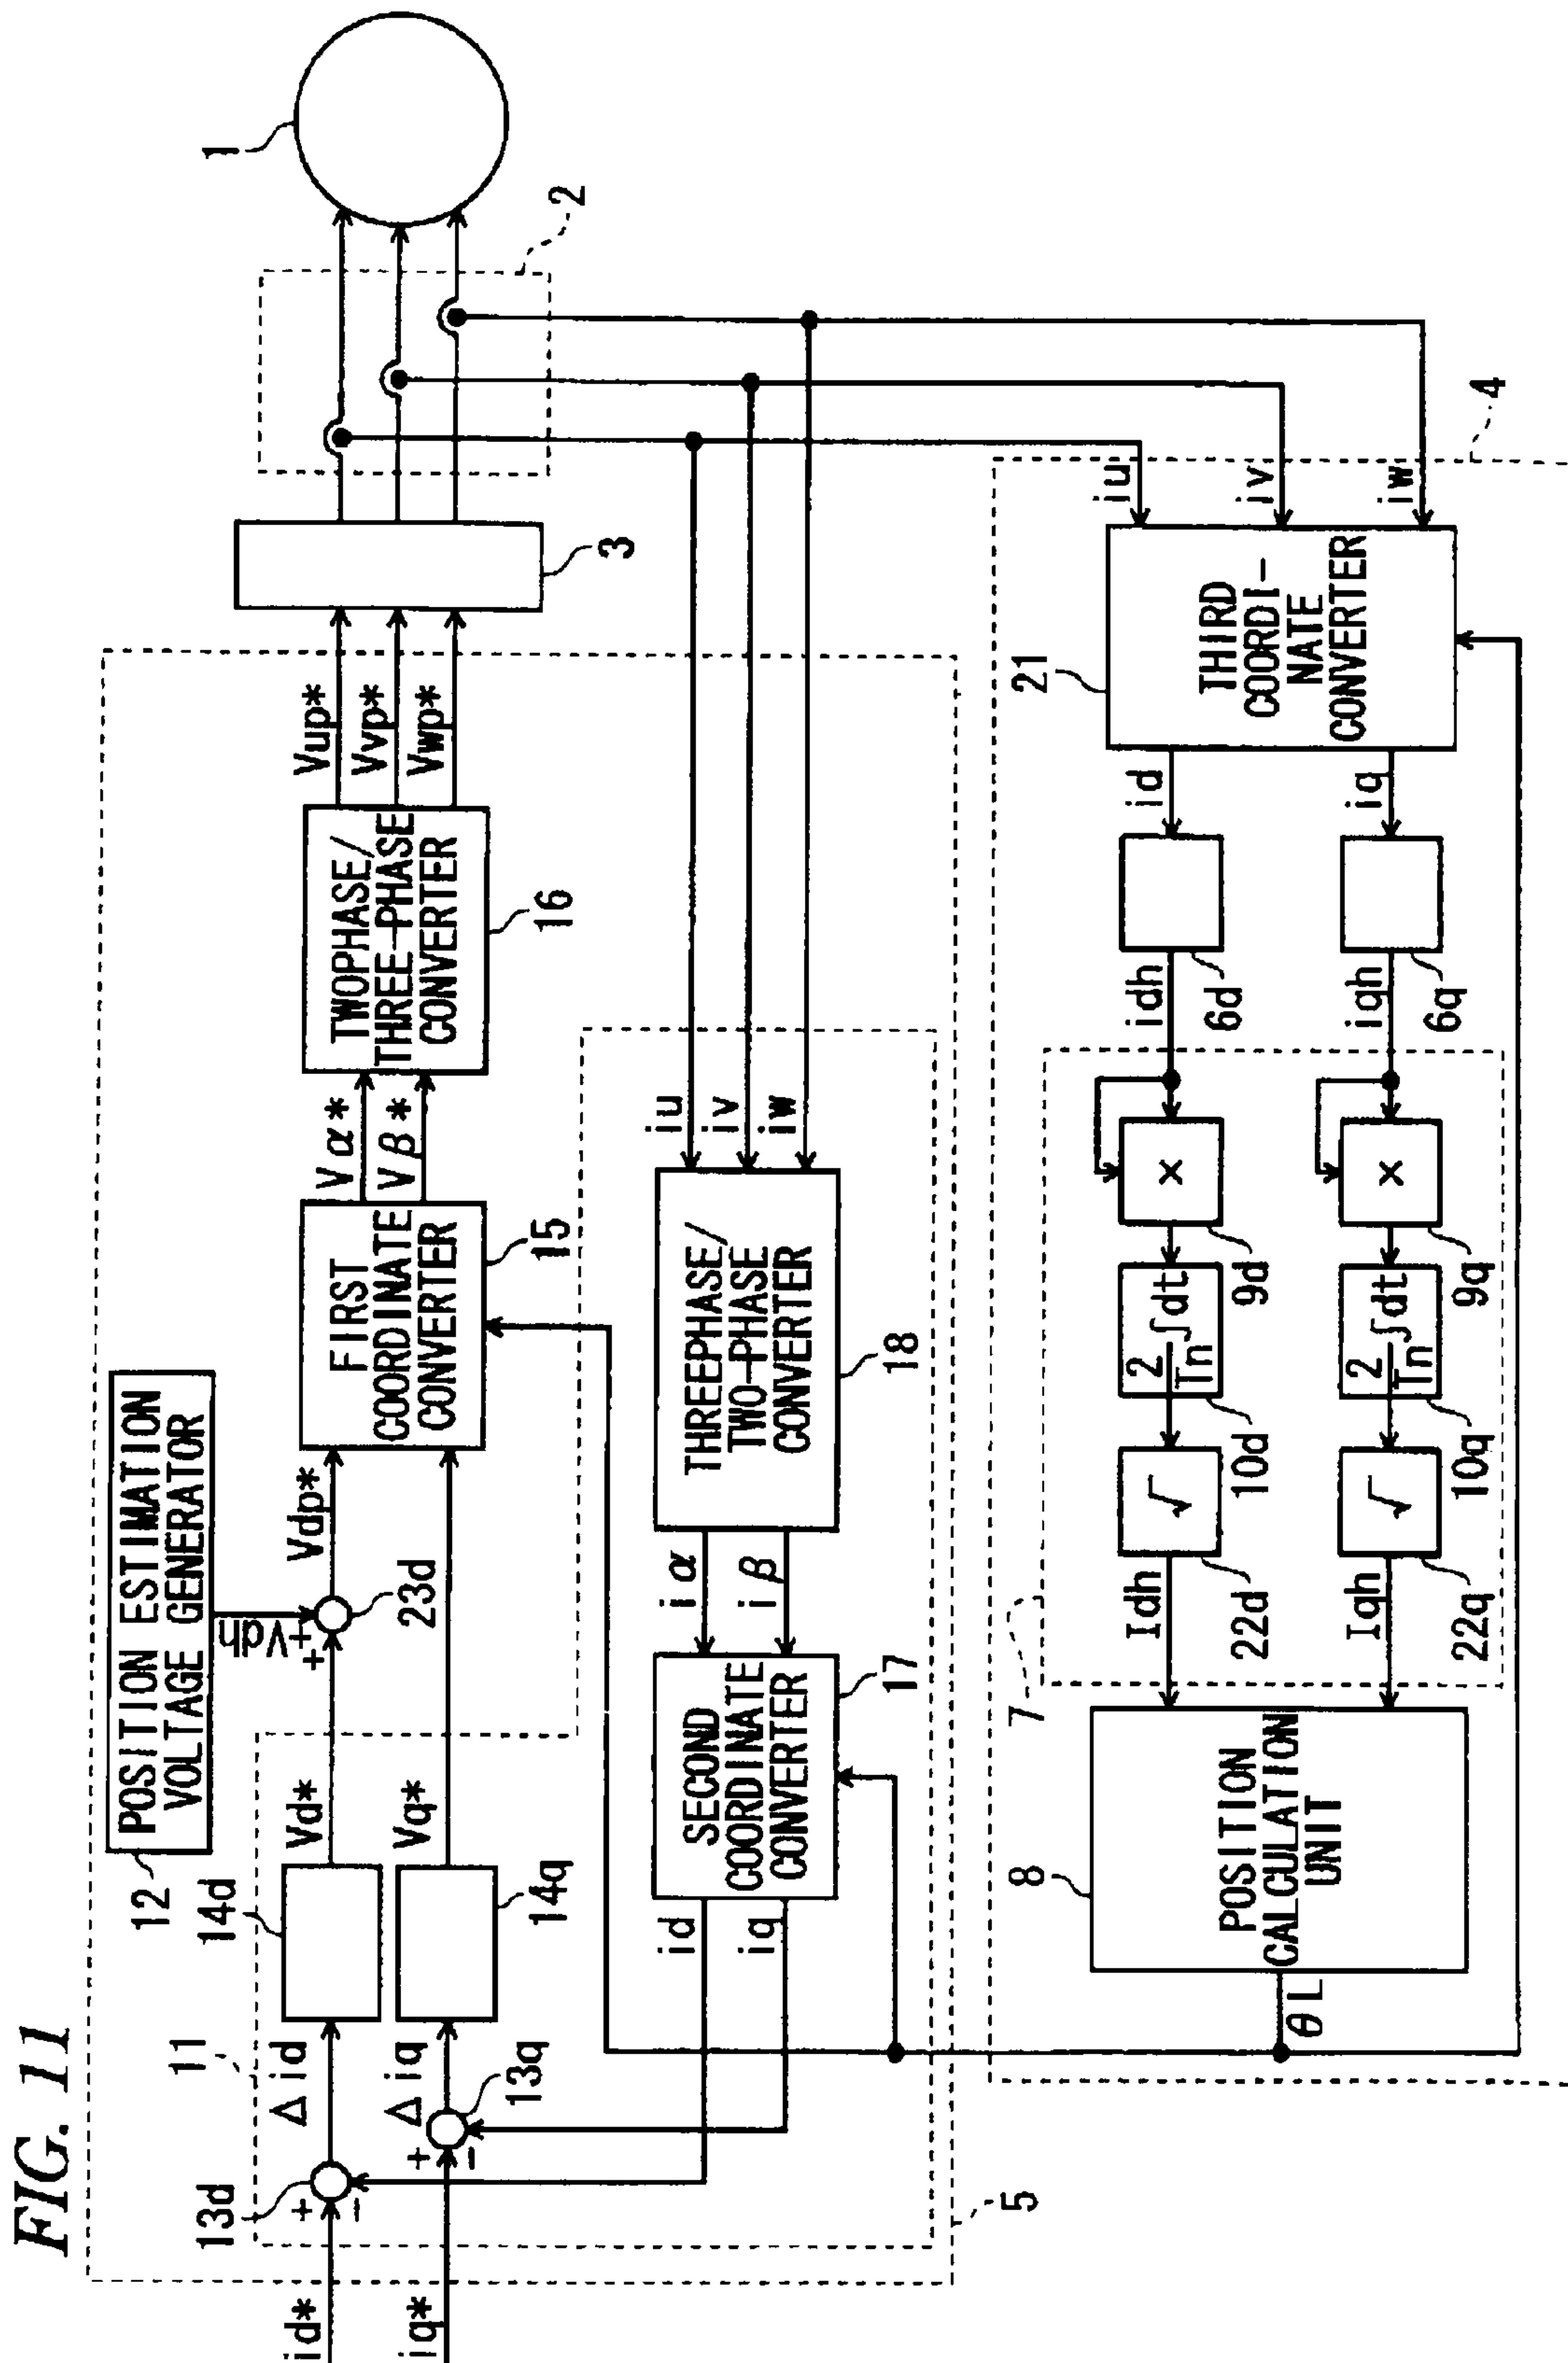 FIG. 11
12
POSITION ESTIMATION
VOLTAGE GENERATOR
Vdh
+
+
id*
iq*
13d
+
−
Δid
11
14d
Vd*
23d
Vdp*
+
−
13q
Δiq
14q
Vq*
FIRST
COORDINATE
CONVERTER
15
Vα*
Vβ*
TWOPHASE/
THREE-PHASE
CONVERTER
16
Vup*
Vvp*
Vwp*
3
2
1
id
iq
SECOND
COORDINATE
CONVERTER
17
iα
iβ
THREEPHASE/
TWO-PHASE
CONVERTER
18
iu
iv
iw
5
4
θL
8
POSITION
CALCULATION
UNIT
7
Idh
Iqh
√
22d
√
22q
2
Tn
∫dt
10d
2
Tn
∫dt
10q
×
9d
×
9q
idh
iqh
6d
6q
id
iq
21
THIRD
COORDI-
NATE
CONVERTER
iu
iv
iw